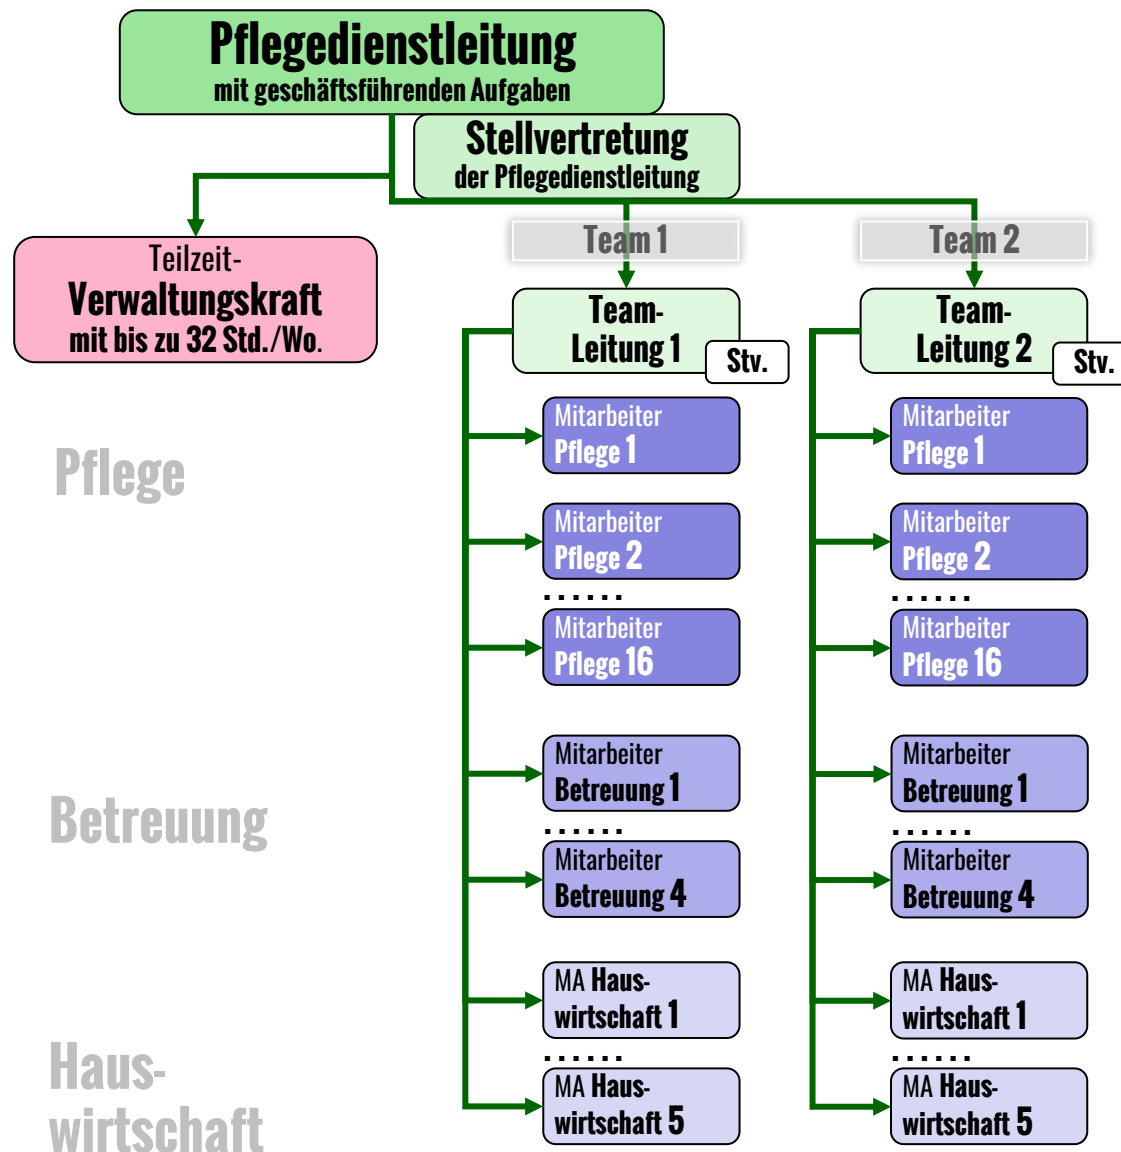 Pflegedienstleitung
mit geschäftsführenden Aufgaben
Stellvertretung
der Pflegedienstleitung
Teilzeit-
Verwaltungskraft
mit bis zu 32 Std./Wo.
Team 1
Team-
Leitung 1
Stv.
Team 2
Team-
Leitung 2
Stv.
Pflege
Mitarbeiter
Pflege 1
Mitarbeiter
Pflege 2
......
Mitarbeiter
Pflege 16
Mitarbeiter
Pflege 1
Mitarbeiter
Pflege 2
......
Mitarbeiter
Pflege 16
Betreuung
Mitarbeiter
Betreuung 1
......
Mitarbeiter
Betreuung 4
Mitarbeiter
Betreuung 1
......
Mitarbeiter
Betreuung 4
Haus-
wirtschaft
MA Haus-
wirtschaft 1
......
MA Haus-
wirtschaft 5
MA Haus-
wirtschaft 1
......
MA Haus-
wirtschaft 5